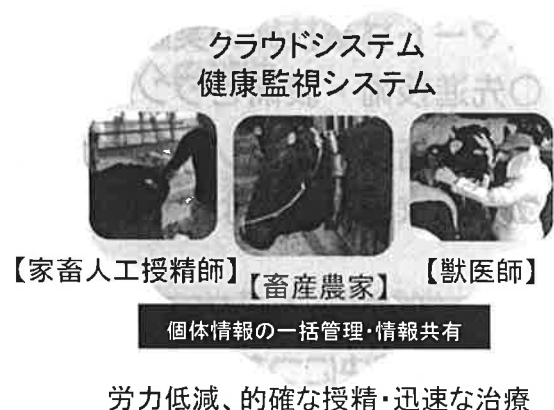 クラウドシステム
健康監視システム
【家畜人工授精師】
【畜産農家】
【獣医師】
個体情報の一括管理・情報共有
労力低減、的確な授精・迅速な治療